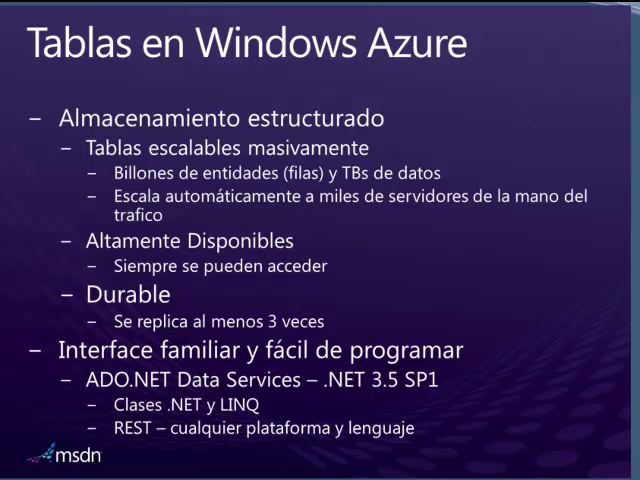 Tablas en Windows Azure
– Almacenamiento estructurado
– Tablas escalables masivamente
– Billones de entidades (filas) y TBs de datos
– Escala automáticamente a miles de servidores de la mano del
trafico
– Altamente Disponibles
– Siempre se pueden acceder
– Durable
– Se replica al menos 3 veces
– Interface familiar y fácil de programar
– ADO.NET Data Services – .NET 3.5 SP1
– Clases .NET y LINQ
– REST – cualquier plataforma y lenguaje
msdn